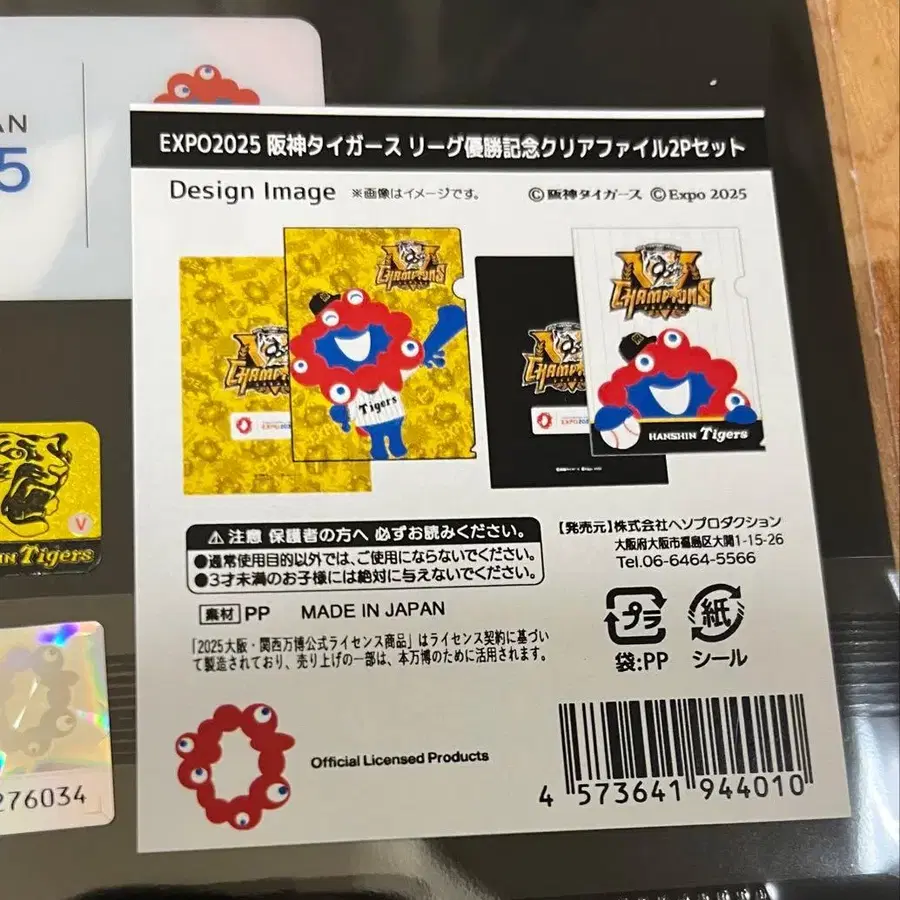 AN
5
EXPO2025 阪神タイガース リーグ優勝記念クリアファイル2Pセット
Design Image ※画像はイメージです。
©阪神タイガース ©Expo 2025
CHAMPIONS
CHAMPIONS
Tigers
HANSHIN Tigers
V
IN Tigers
⚠注意 保護者の方へ 必ずお読みください。
●通常使用目的以外では、ご使用にならないでください。
●3才未満のお子様には絶対に与えないでください。
【発売元】株式会社ヘソプロダクション
大阪府大阪市福島区大開1-15-26
Tel.06-6464-5566
素材 PP MADE IN JAPAN
「2025大阪・関西万博公式ライセンス商品」はライセンス契約に基づい
て製造されており、売り上げの一部は、本万博のために活用されます。
プラ
袋:PP
紙
シール
Official Licensed Products
276034
4 573641 944010